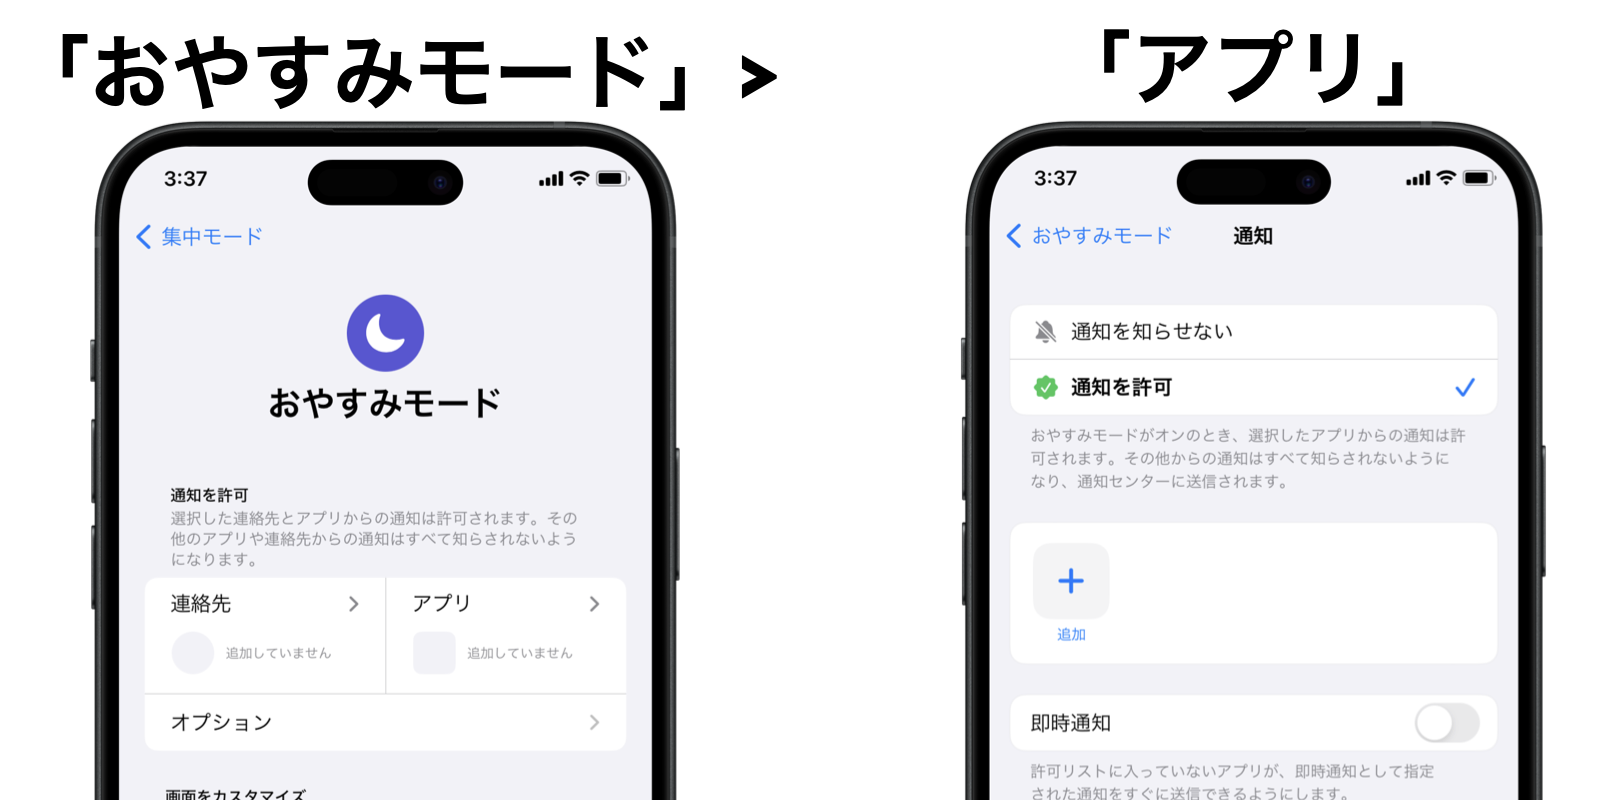 「おやすみモード」 >
3:37
集中モード
おやすみモード
通知を許可
選択した連絡先とアプリからの通知は許可されます。その
他のアプリや連絡先からの通知はすべて知らされないよう
になります。
連絡先
追加していません
アプリ
追加していません
オプション
画面をカスタマイズ
「アプリ」
3:37
おやすみモード
通知
通知を知らせない
通知を許可
おやすみモードがオンのとき、選択したアプリからの通知は許
可されます。その他からの通知はすべて知らされないように
なり、通知センターに送信されます。
追加
即時通知
許可リストに入っていないアプリが、即時通知として指定
された通知をすぐに送信できるようにします。